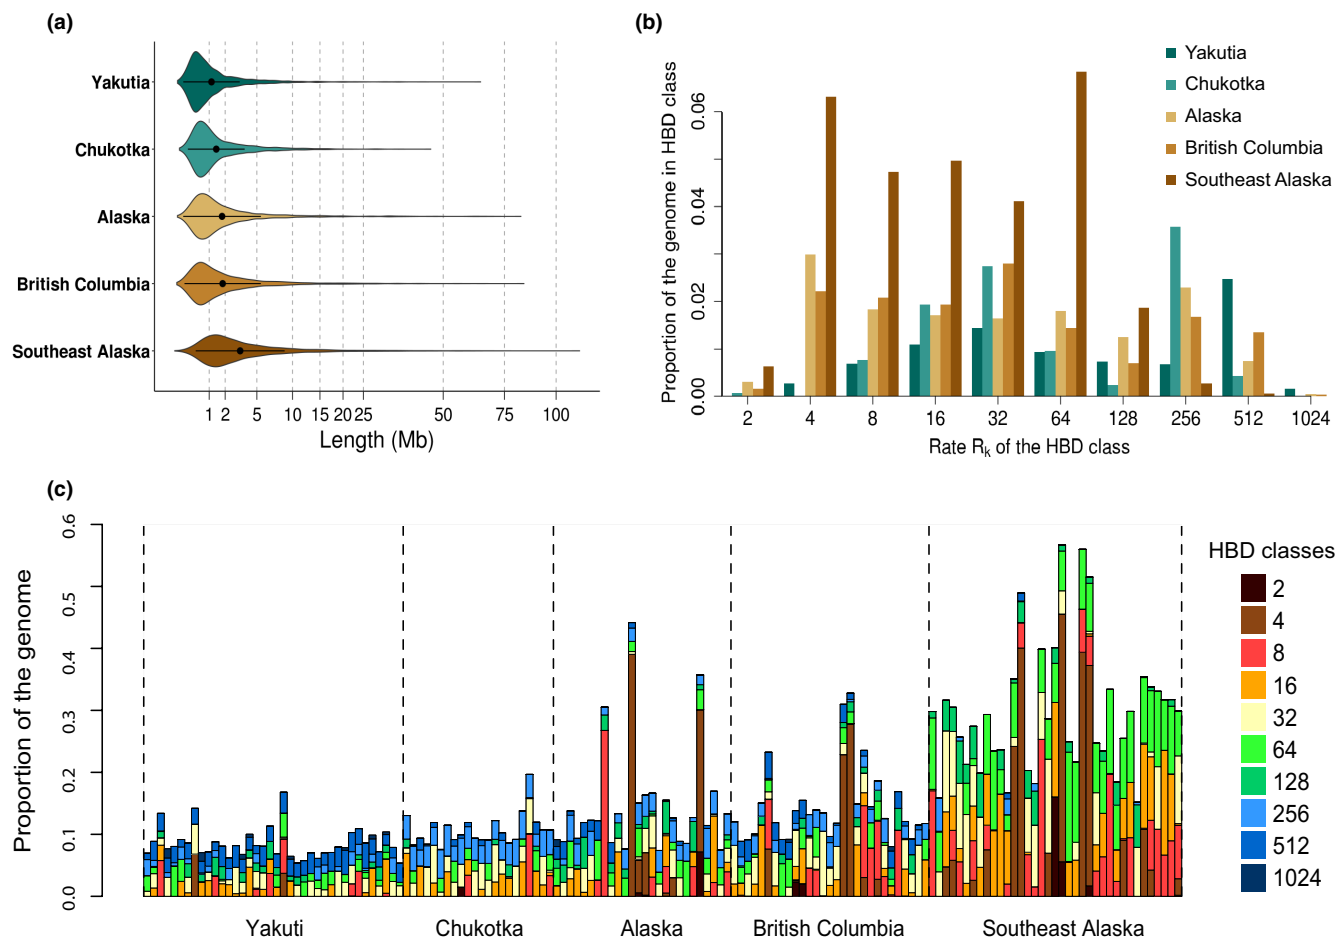 (a)
Yakutia
Chukotka
Alaska
British Columbia
Southeast Alaska
1 2 5 10 15 20 25 50 75 100
Length (Mb)
(b)
Proportion of the genome in HBD class
0.00 0.02 0.04 0.06
2 4 8 16 32 64 128 256 512 1024
Rate Rk of the HBD class
Yakutia
Chukotka
Alaska
British Columbia
Southeast Alaska
(c)
Proportion of the genome
0.0 0.1 0.2 0.3 0.4 0.5 0.6
Yakuti Chukotka Alaska British Columbia Southeast Alaska
HBD classes
2
4
8
16
32
64
128
256
512
1024